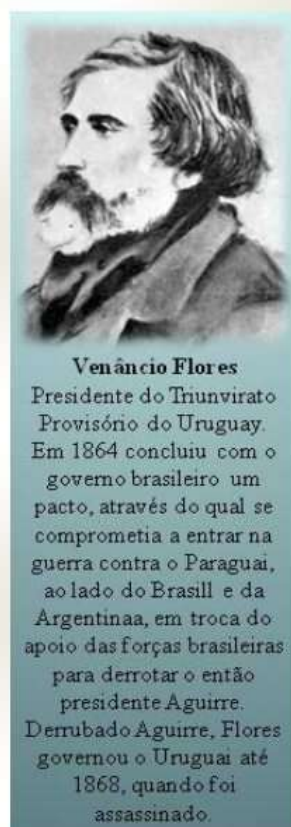 Venâncio Flores
Presidente do Triunvirato
Provisório do Uruguay.
Em 1864 concluiu com o
governo brasileiro um
pacto, através do qual se
comprometia a entrar na
guerra contra o Paraguai,
ao lado do Brasill e da
Argentinaa, em troca do
apoio das forças brasileiras
para derrotar o então
presidente Aguirre.
Derrubado Aguirre, Flores
governou o Uruguai até
1868, quando foi
assassinado.